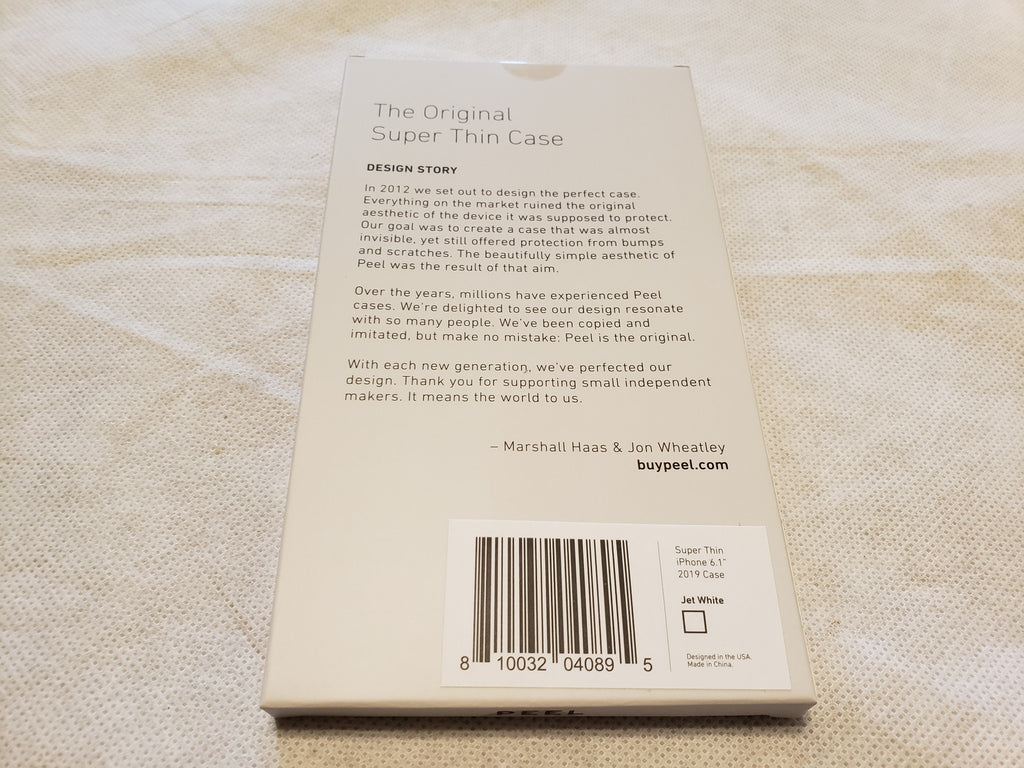 The Original
Super Thin Case
DESIGN STORY
In 2012 we set out to design the perfect case.
Everything on the market ruined the original
aesthetic of the device it was supposed to protect.
Our goal was to create a case that was almost
invisible, yet still offered protection from bumps
and scratches. The beautifully simple aesthetic of
Peel was the result of that aim.
Over the years, millions have experienced Peel
cases. We're delighted to see our design resonate
with so many people. We've been copied and
imitated, but make no mistake: Peel is the original.
With each new generation, we've perfected our
design. Thank you for supporting small independent
makers. It means the world to us.
– Marshall Haas & Jon Wheatley
buypeel.com
Super Thin
iPhone 6.1"
2019 Case
Jet White
Designed in the USA.
Made in China.
8 10032 04089 5
PEEL